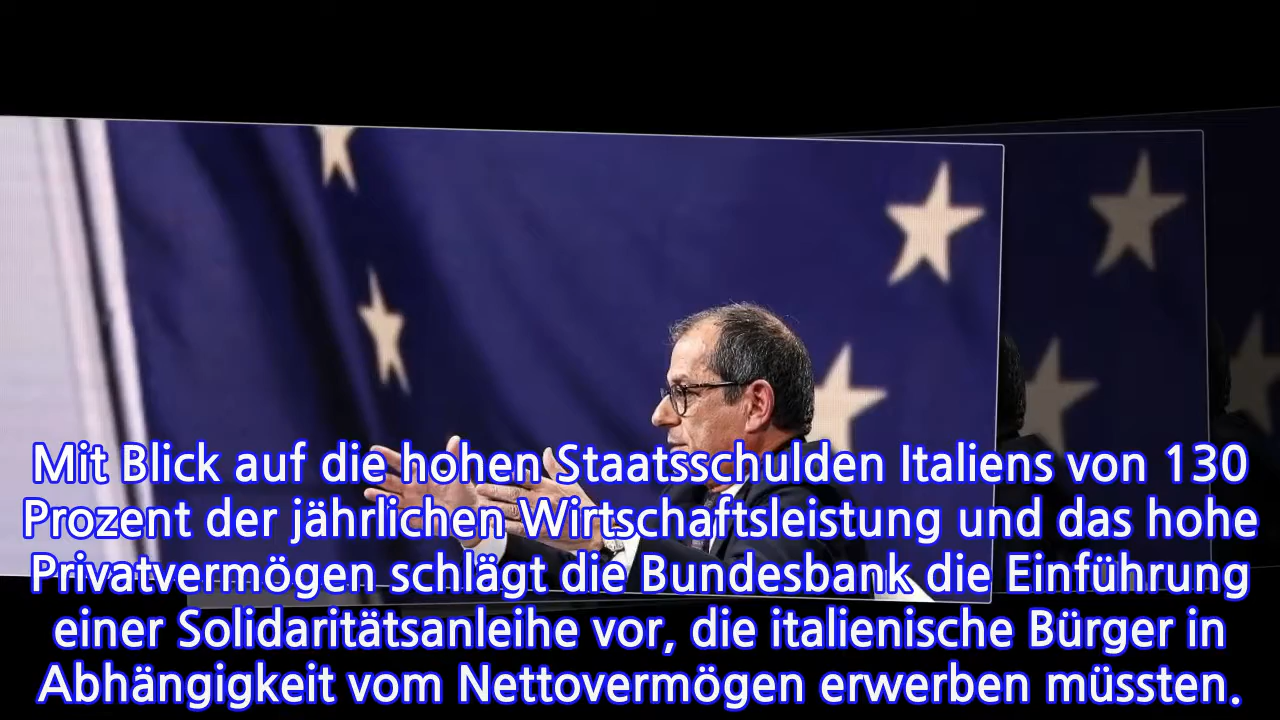 Mit Blick auf die hohen Staatsschulden Italiens von 130
Prozent der jährlichen Wirtschaftsleistung und das hohe
Privatvermögen schlägt die Bundesbank die Einführung
einer Solidaritätsanleihe vor, die italienische Bürger in
Abhängigkeit vom Nettovermögen erwerben müssten.